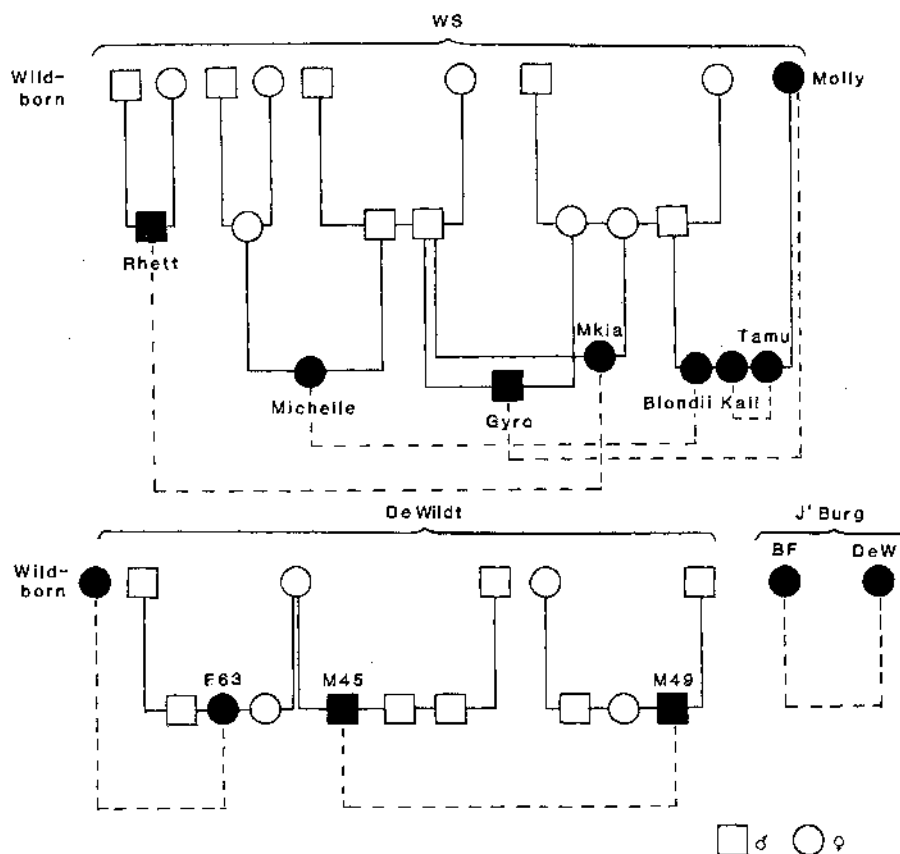 WS
Wild-
born
Molly
Rhett
Mkia
Tamu
Michelle
Gyro
Blondii Kali
DeWildt
J'Burg
Wild-
born
BF
DeW
F63
M45
M49
♂ ♀